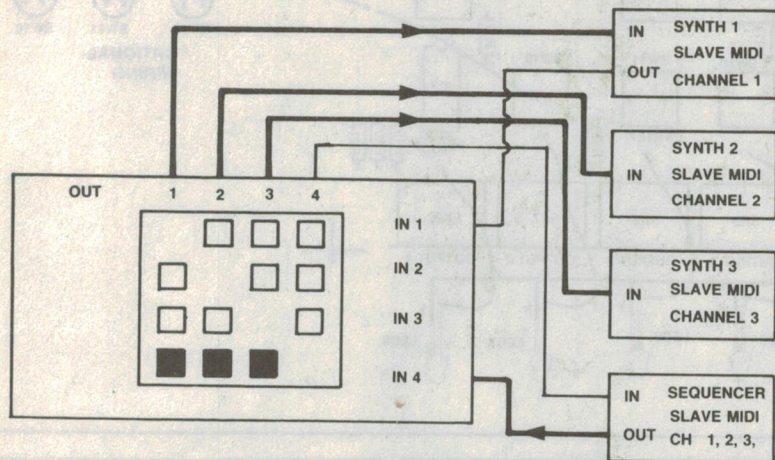 IN SYNTH 1
SLAVE MIDI
OUT CHANNEL 1
SYNTH 2
IN SLAVE MIDI
CHANNEL 2
OUT 1 2 3 4
IN 1
IN 2
IN 3
IN 4
SYNTH 3
IN SLAVE MIDI
CHANNEL 3
IN SEQUENCER
SLAVE MIDI
OUT CH 1, 2, 3,